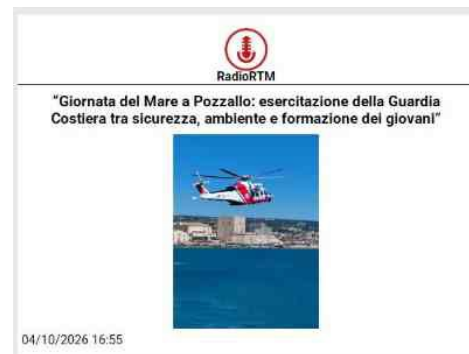 RadioRTM
“Giornata del Mare a Pozzallo: esercitazione della Guardia
Costiera tra sicurezza, ambiente e formazione dei giovani”
04/10/2026 16:55